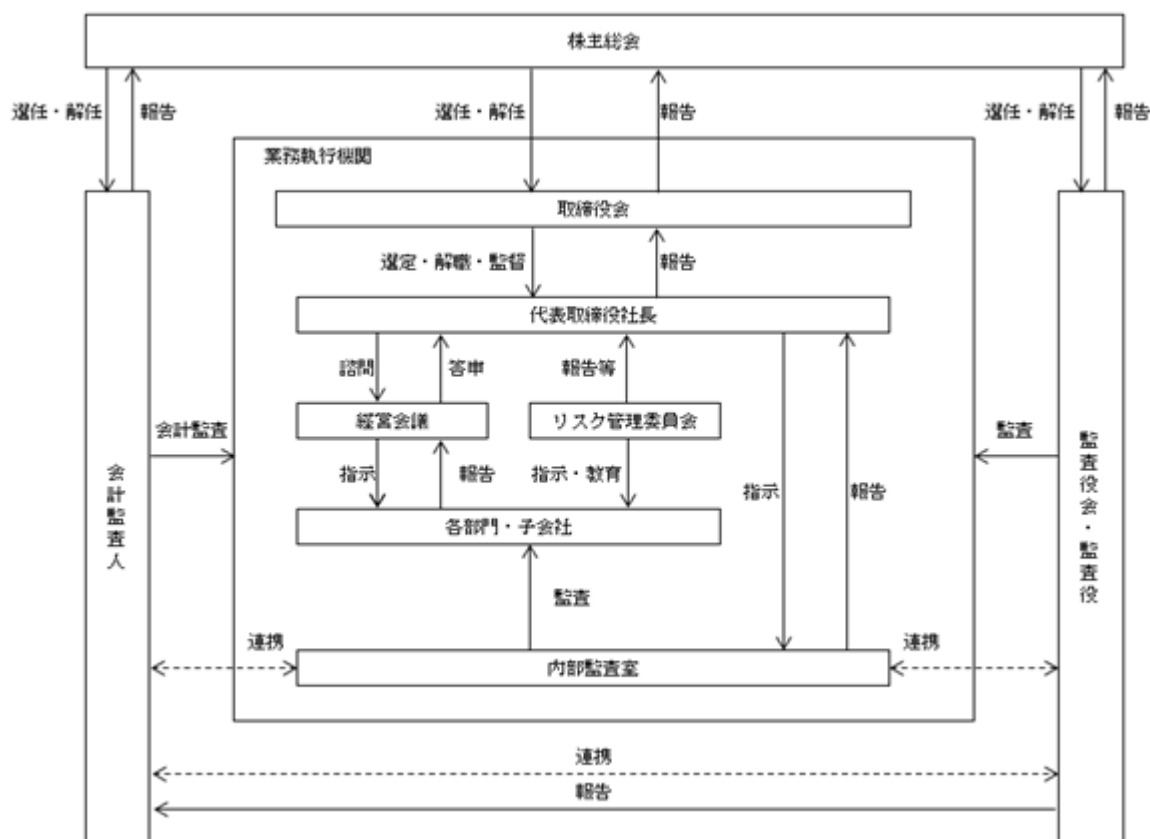 株主総会
選任・解任
報告
選任・解任
報告
選任・解任
報告
業務執行機関
取締役会
選定・解職・監督
報告
代表取締役社長
諮問
答申
報告等
経営会議
リスク管理委員会
会計監査
監査
指示
報告
指示・教育
指示
報告
各部門・子会社
会計監査人
監査役会・監査役
監査
連携
連携
内部監査室
連携
報告